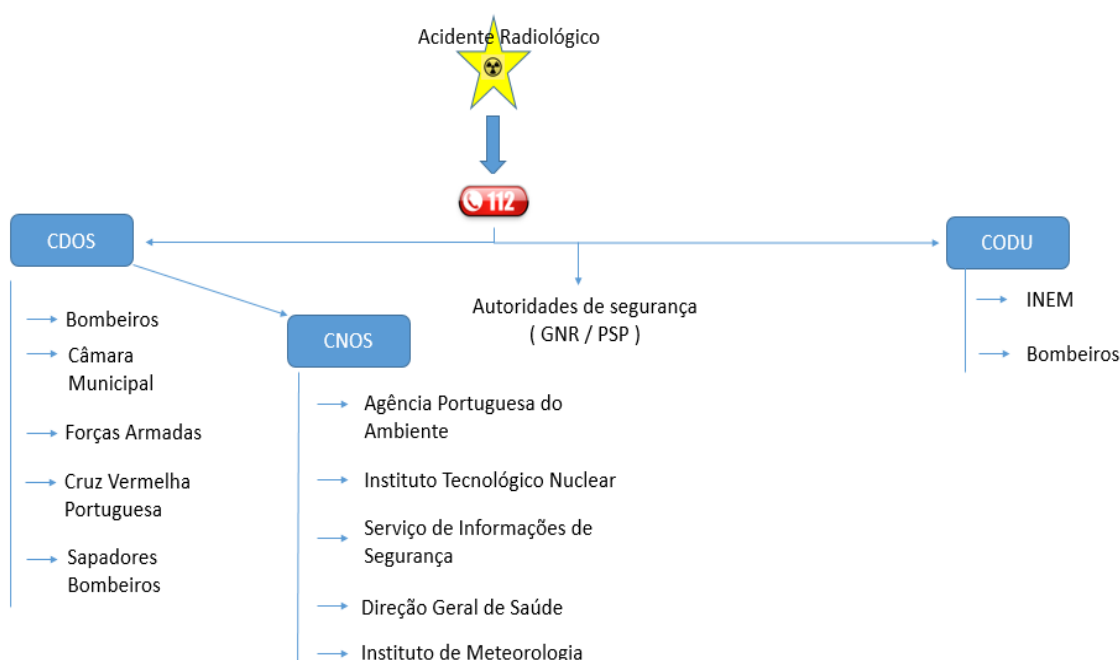 Acidente Radiológico
112
CDOS
CODU
Bombeiros
Câmara
Municipal
Forças Armadas
Cruz Vermelha
Portuguesa
Sapadores
Bombeiros
CNOS
Agência Portuguesa do
Ambiente
Instituto Tecnológico Nuclear
Serviço de Informações de
Segurança
Direção Geral de Saúde
Instituto de Meteorologia
Autoridades de segurança
( GNR / PSP )
INEM
Bombeiros